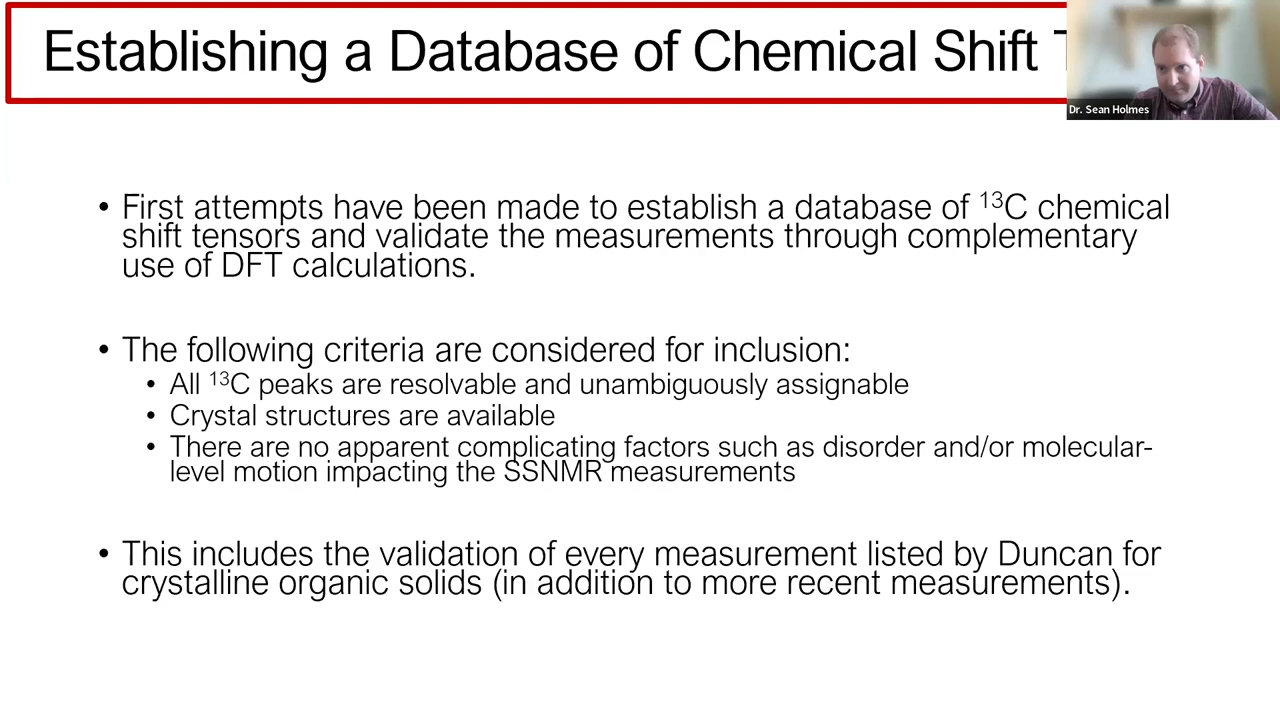 Establishing a Database of Chemical Shift T
Dr. Sean Holmes
• First attempts have been made to establish a database of ¹³C chemical
shift tensors and validate the measurements through complementary
use of DFT calculations.
• The following criteria are considered for inclusion:
• All ¹³C peaks are resolvable and unambiguously assignable
• Crystal structures are available
• There are no apparent complicating factors such as disorder and/or molecular-
level motion impacting the SSNMR measurements
• This includes the validation of every measurement listed by Duncan for
crystalline organic solids (in addition to more recent measurements).